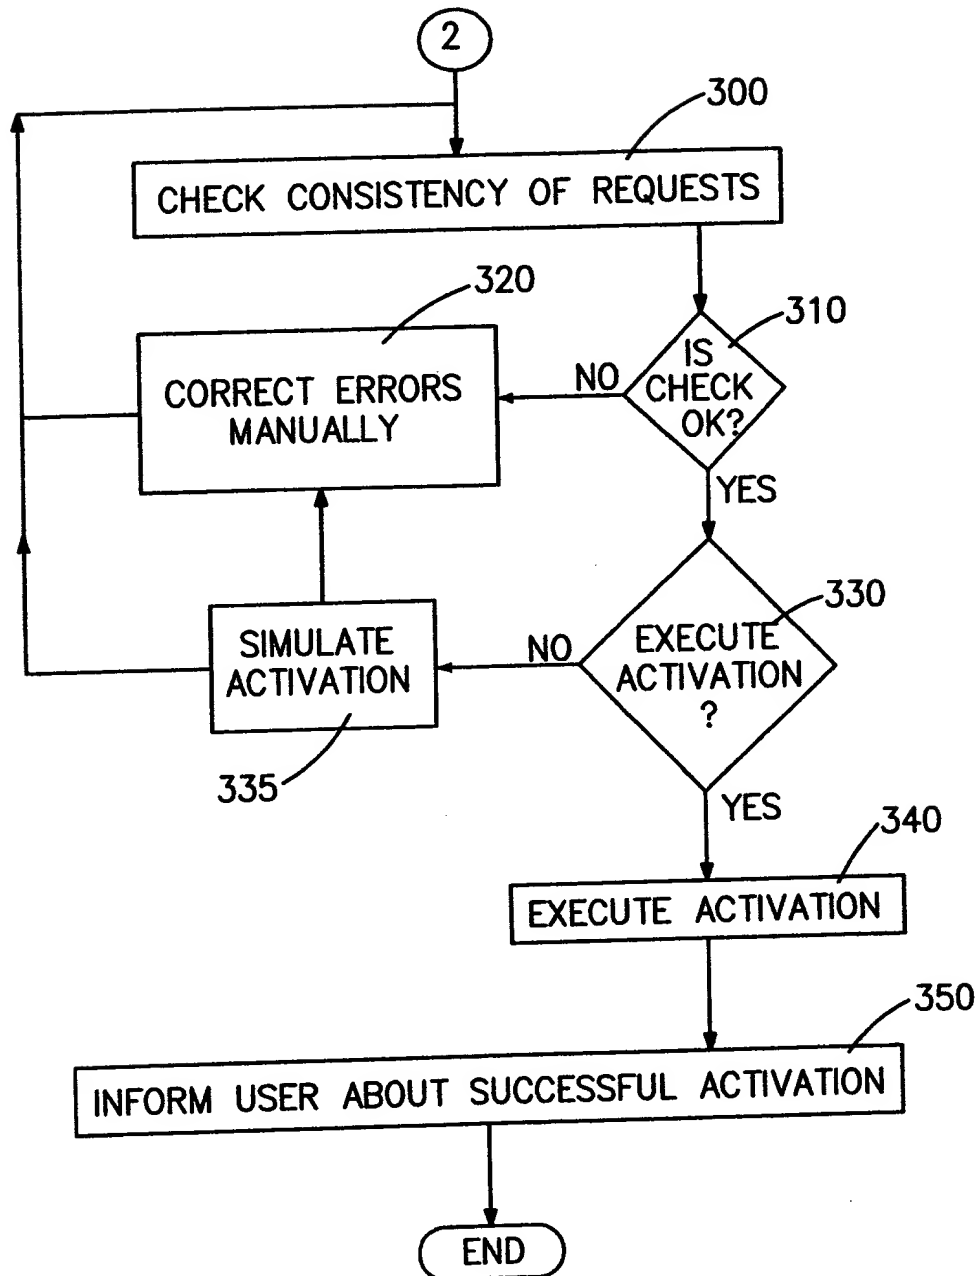 2
300
CHECK CONSISTENCY OF REQUESTS
320
310
IS
CHECK
OK?
NO
CORRECT ERRORS
MANUALLY
YES
330
EXECUTE
ACTIVATION
?
NO
SIMULATE
ACTIVATION
335
YES
340
EXECUTE ACTIVATION
350
INFORM USER ABOUT SUCCESSFUL ACTIVATION
END